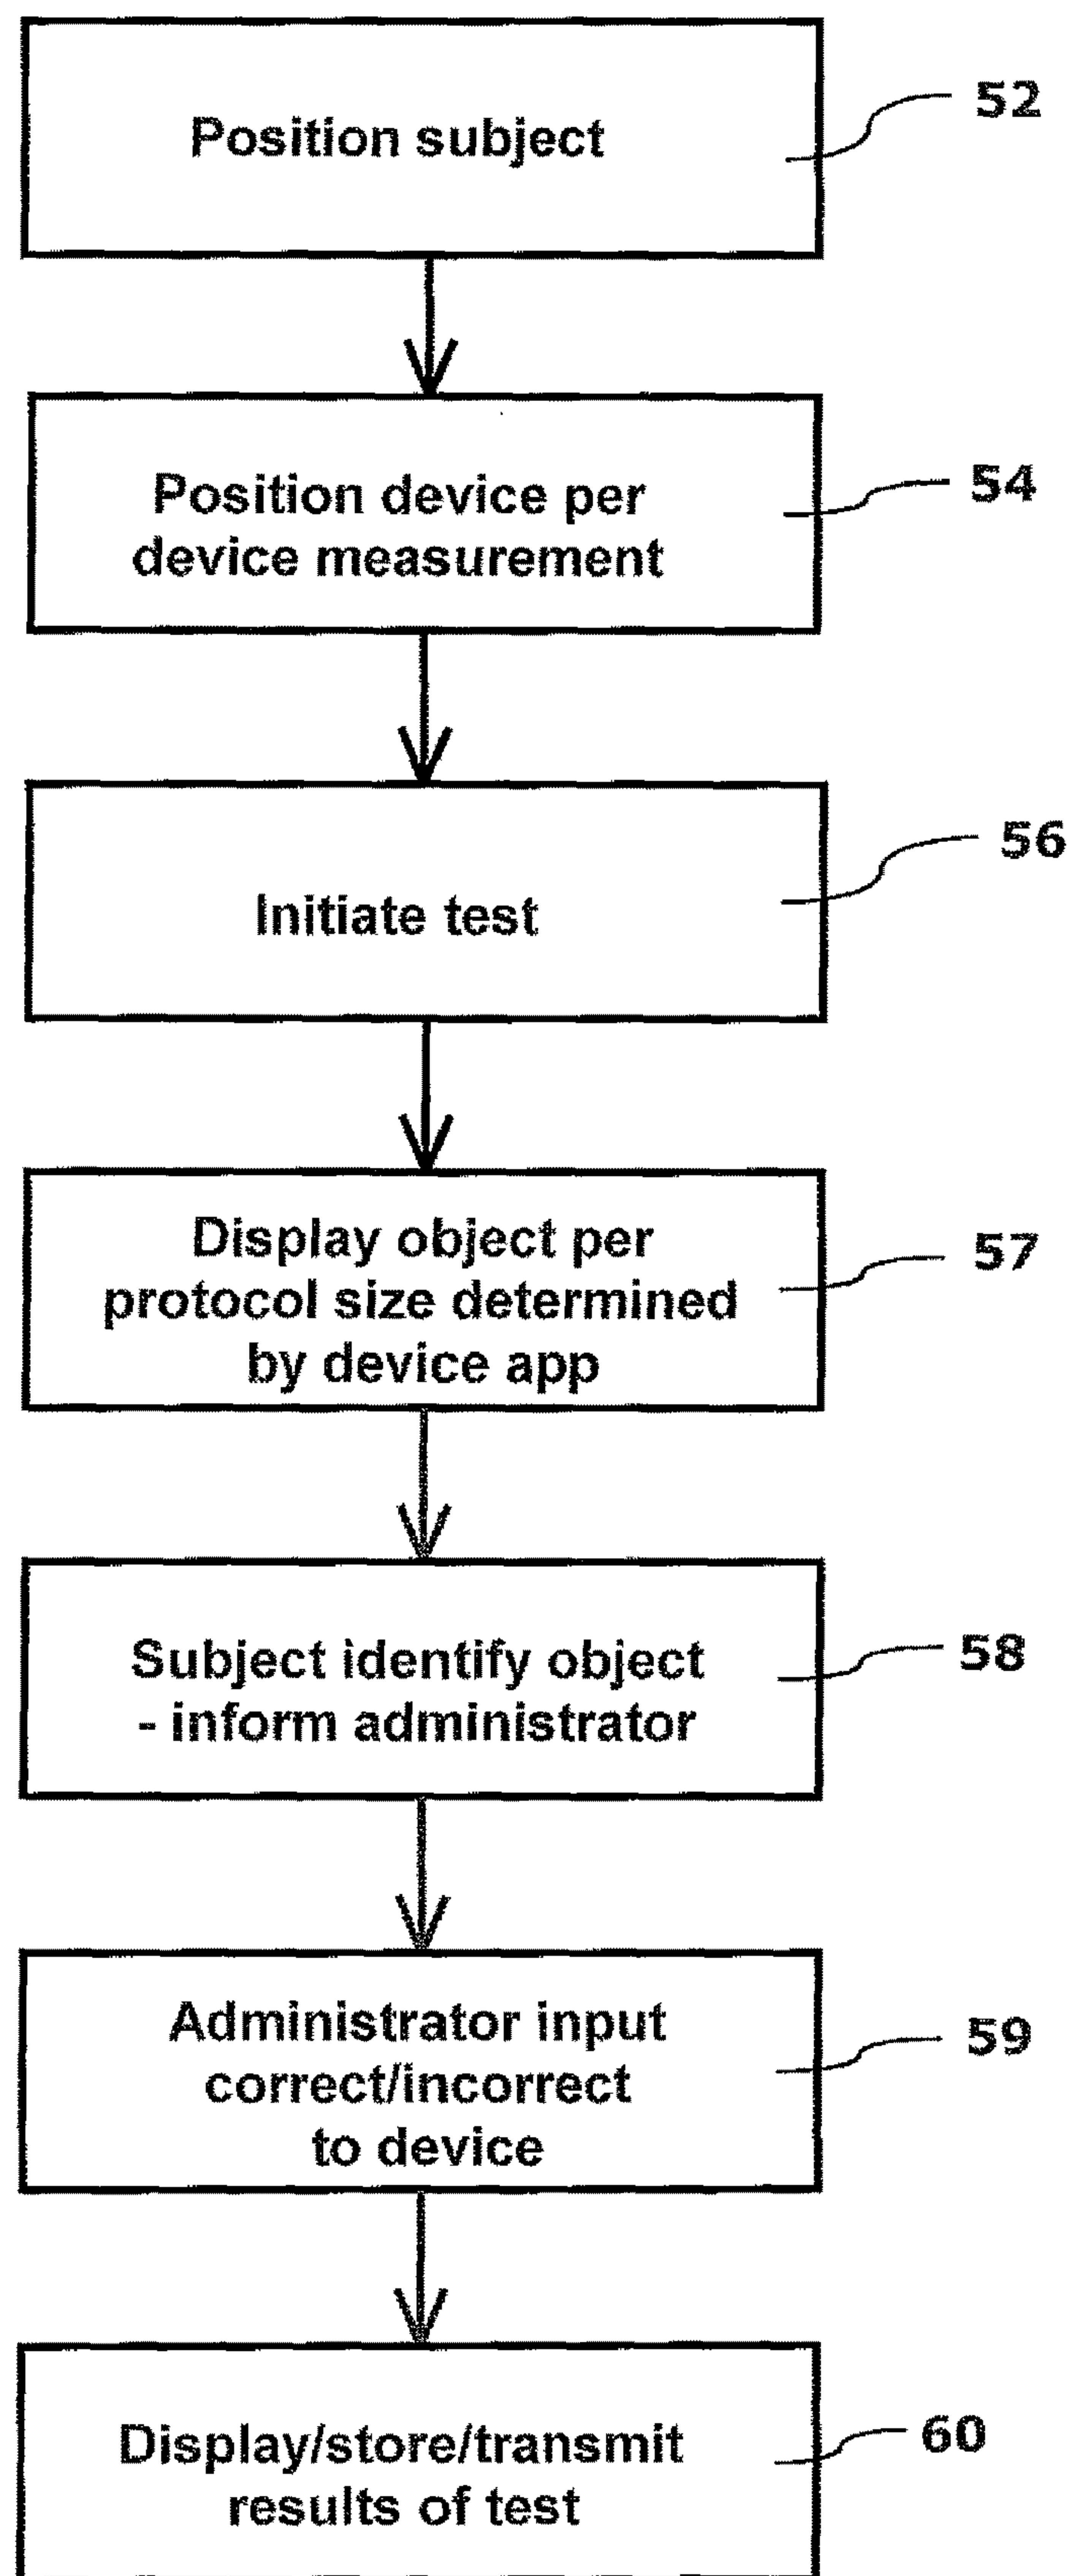 Position subject
52
Position device per
device measurement
54
Initiate test
56
Display object per
protocol size determined
by device app
57
Subject identify object
- inform administrator
58
Administrator input
correct/incorrect
to device
59
Display/store/transmit
results of test
60